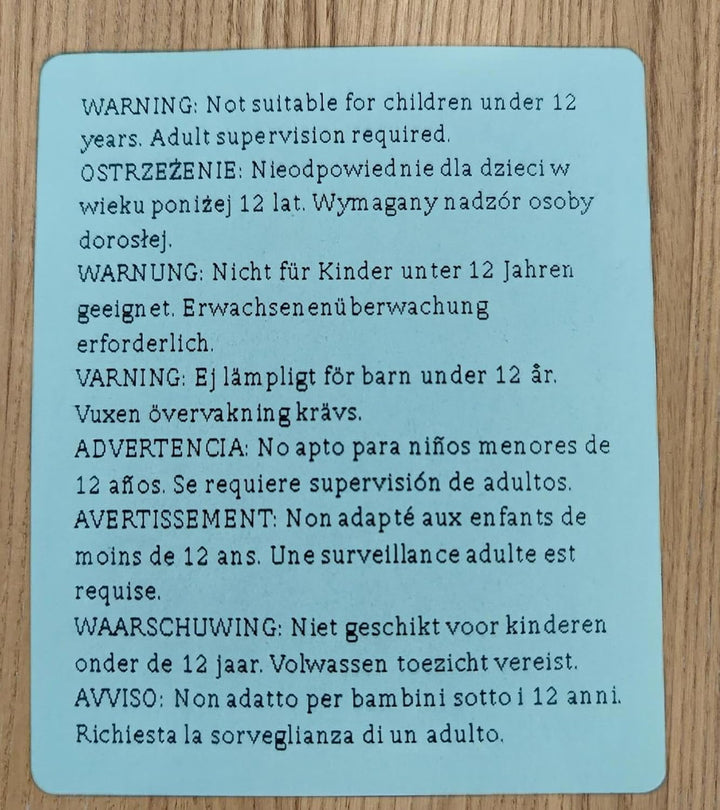 WARNING: Not suitable for children under 12
years. Adult supervision required.
OSTRZEŻENIE: Nieodpowiednie dla dzieci w
wieku poniżej 12 lat. Wymagany nadzór osoby
dorosłej.
WARNUNG: Nicht für Kinder unter 12 Jahren
geeignet. Erwachsenenüberwachung
erforderlich.
VARNING: Ej lämpligt för barn under 12 år.
Vuxen övervakning krävs.
ADVERTENCIA: No apto para niños menores de
12 años. Se requiere supervisión de adultos.
AVERTISSEMENT: Non adapté aux enfants de
moins de 12 ans. Une surveillance adulte est
requise.
WAARSCHUWING: Niet geschikt voor kinderen
onder de 12 jaar. Volwassen toezicht vereist.
AVVISO: Non adatto per bambini sotto i 12 anni.
Richiesta la sorveglianza di un adulto.